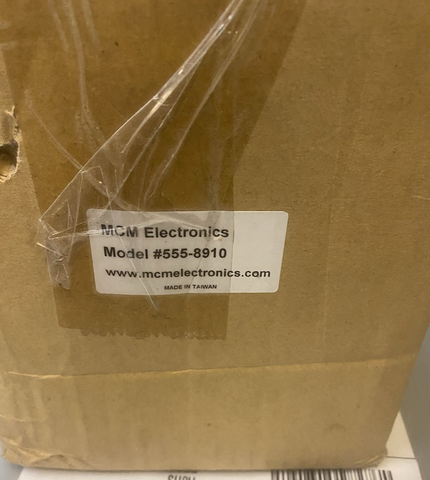 MCM Electronics
Model #555-8910
www.mcmelectronics.com
MADE IN TAIWAN